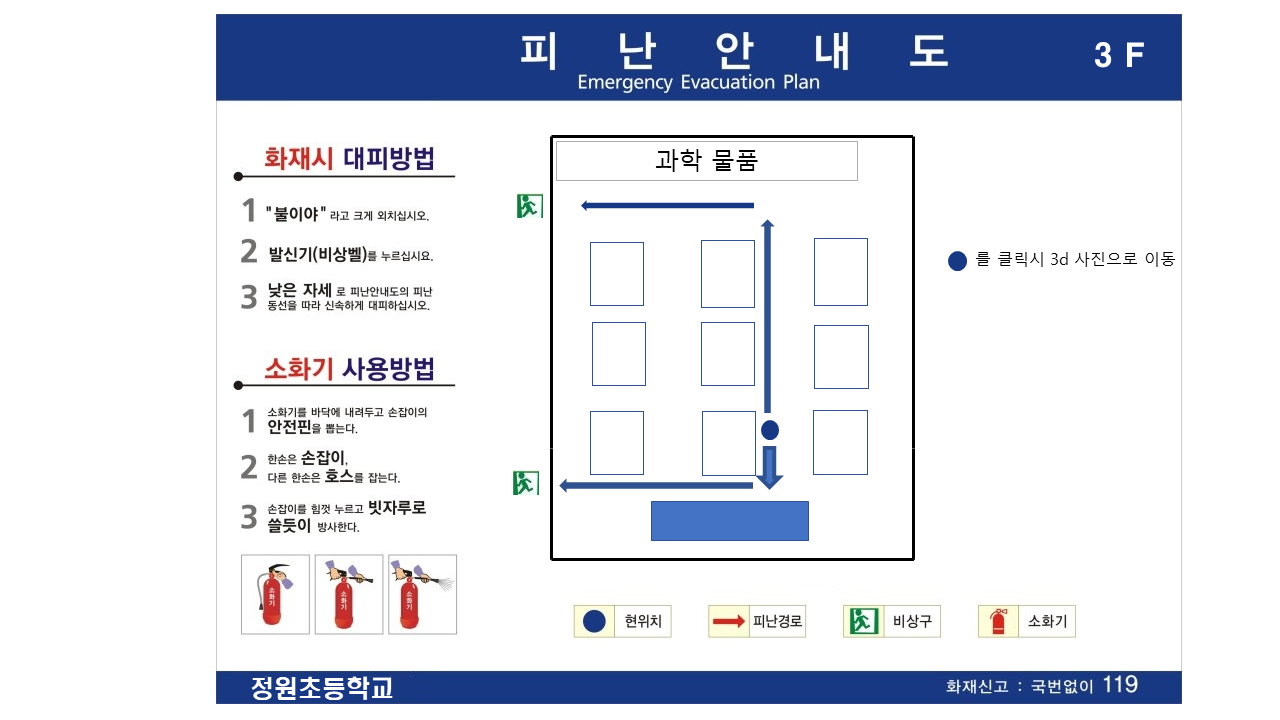 피 난 안 내 도
Emergency Evacuation Plan
3 F
화재시 대피방법
1 "불이야" 라고 크게 외치십시오.
2 발신기(비상벨)를 누르십시요.
3 낮은 자세 로 피난안내도의 피난
동선을 따라 신속하게 대피하십시오.
소화기 사용방법
1 소화기를 바닥에 내려두고 손잡이의
안전핀을 뽑는다.
2 한손은 손잡이,
다른 한손은 호스를 잡는다.
3 손잡이를 힘껏 누르고 빗자루로
쓸듯이 방사한다.
소화기
소화기
소화기
과학 물품
를 클릭시 3d 사진으로 이동
현위치
피난경로
비상구
소화기
정원초등학교
화재신고 : 국번없이 119